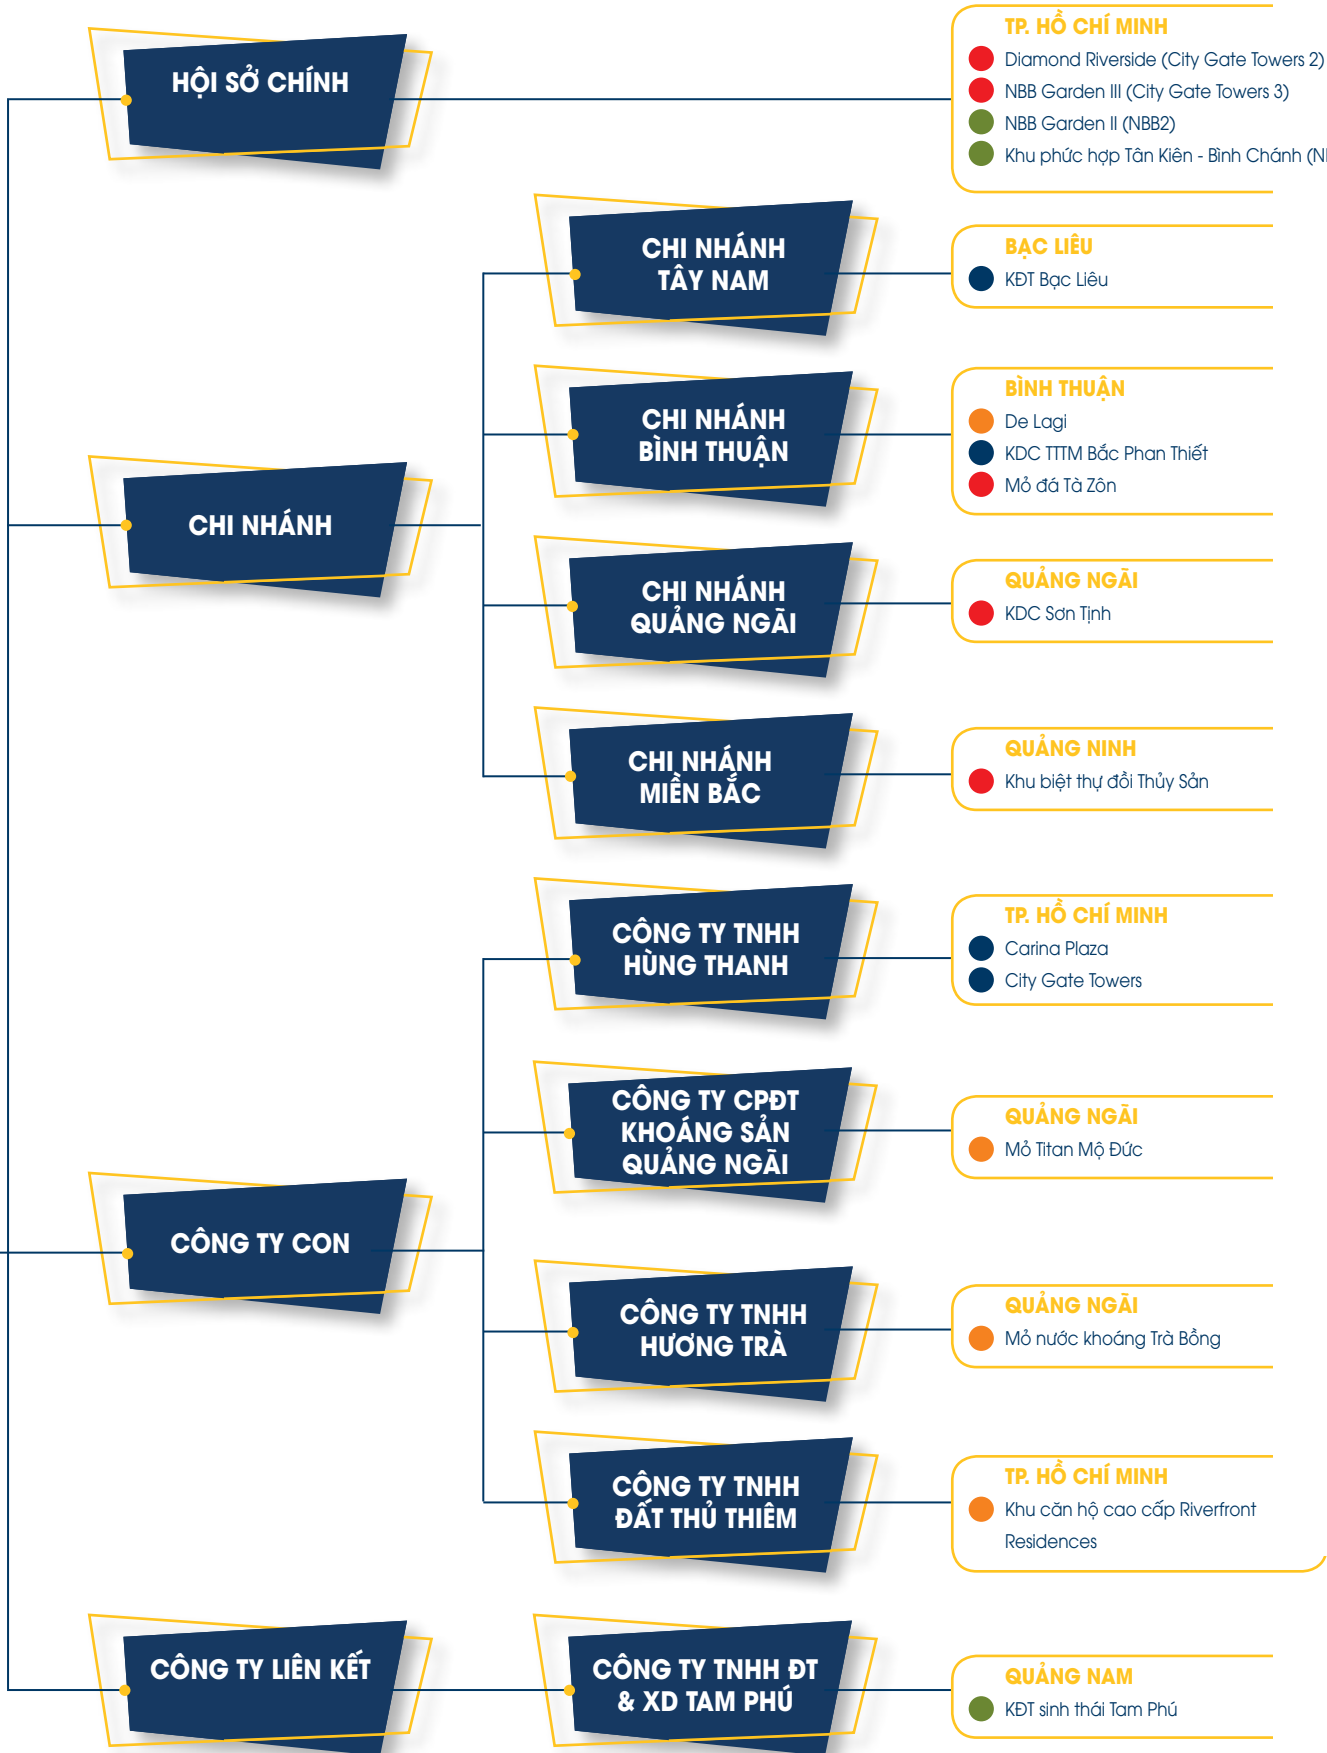 HỘI SỞ CHÍNH
TP. HỒ CHÍ MINH
Diamond Riverside (City Gate Towers 2)
NBB Garden III (City Gate Towers 3)
NBB Garden II (NBB2)
Khu phức hợp Tân Kiên - Bình Chánh
CHI NHÁNH
CHI NHÁNH
TÂY NAM
BẠC LIÊU
KĐT Bạc Liêu
CHI NHÁNH
BÌNH THUẬN
BÌNH THUẬN
De Lagi
KDC TTTM Bắc Phan Thiết
Mỏ đá Tà Zôn
CHI NHÁNH
QUẢNG NGÃI
QUẢNG NGÃI
KDC Sơn Tịnh
CHI NHÁNH
MIỀN BẮC
QUẢNG NINH
Khu biệt thự đồi Thủy Sản
CÔNG TY CON
CÔNG TY TNHH
HÙNG THANH
TP. HỒ CHÍ MINH
Carina Plaza
City Gate Towers
CÔNG TY CPĐT
KHOÁNG SẢN
QUẢNG NGÃI
QUẢNG NGÃI
Mỏ Titan Mộ Đức
CÔNG TY TNHH
HƯƠNG TRÀ
QUẢNG NGÃI
Mỏ nước khoáng Trà Bồng
CÔNG TY TNHH
ĐẤT THỦ THIÊM
TP. HỒ CHÍ MINH
Khu căn hộ cao cấp Riverfront
Residences
CÔNG TY LIÊN KẾT
CÔNG TY TNHH ĐT
& XD TAM PHÚ
QUẢNG NAM
KĐT sinh thái Tam Phú